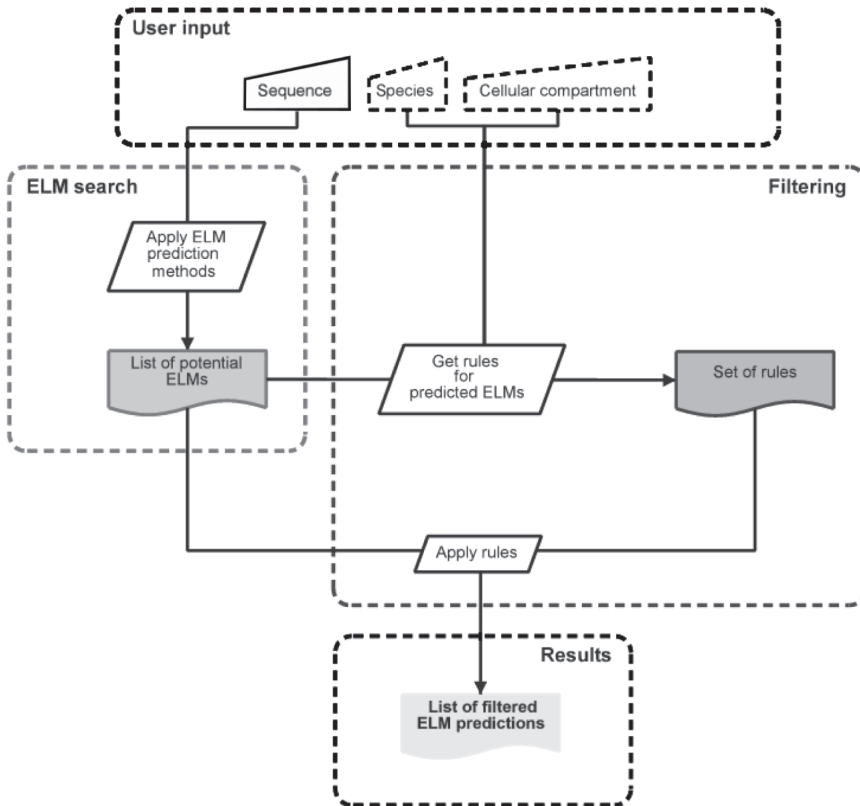 User input
Sequence
Species
Cellular compartment
ELM search
Filtering
Apply ELM
prediction
methods
List of potential
ELMs
Get rules
for
predicted ELMs
Set of rules
Apply rules
Results
List of filtered
ELM predictions